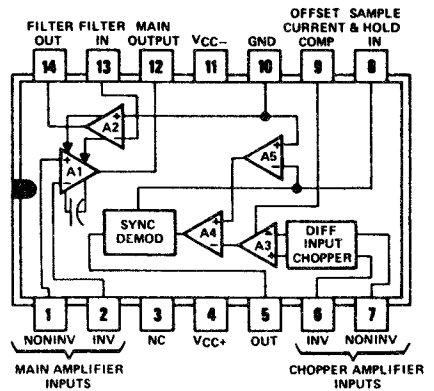 FILTER FILTER MAIN OFFSET SAMPLE
OUT IN OUTPUT VCC- GND CURRENT & HOLD
COMP IN
14 13 12 11 10 9 8
+ A2 -
+ A1 -
+ A5 -
SYNC DEMOD
+ A4 -
- A3 +
DIFF INPUT CHOPPER
1 2 3 4 5 6 7
NONINV INV NC VCC+ OUT INV NONINV
MAIN AMPLIFIER INPUTS
CHOPPER AMPLIFIER INPUTS